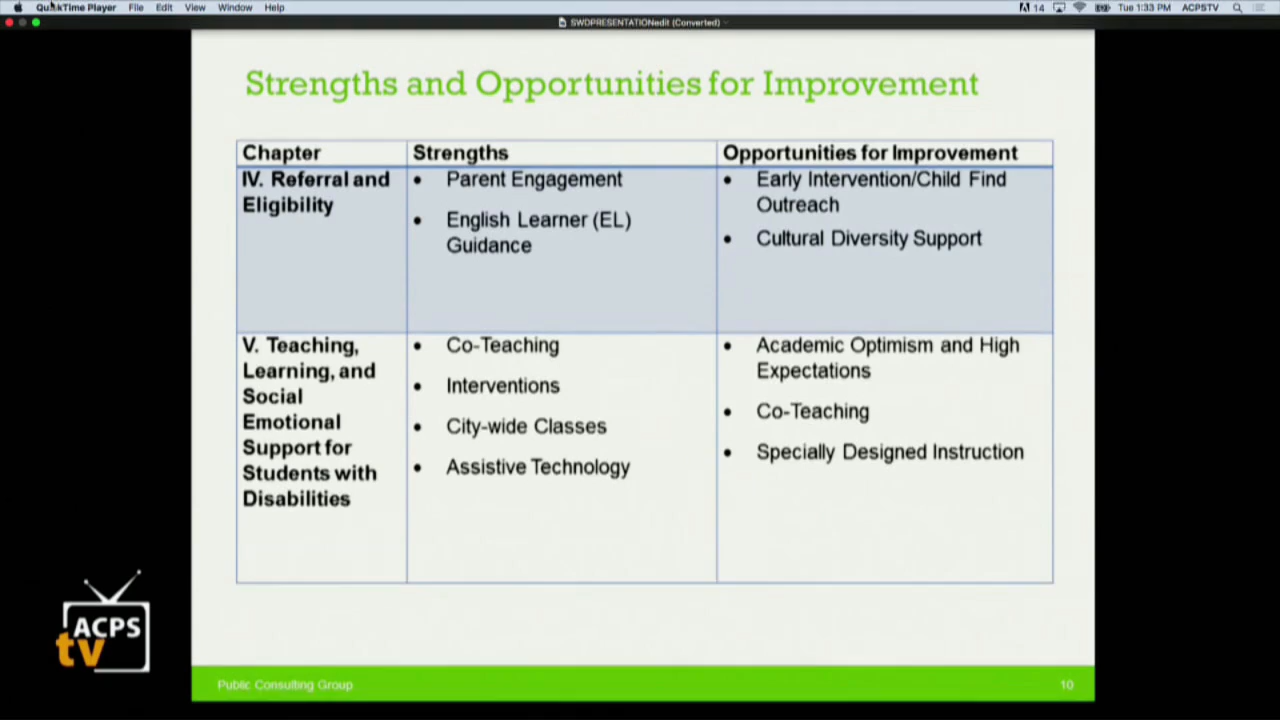 QuickTime Player File Edit View Window Help
14 Tue 1:33 PM ACPSTV
SWDPRESENTATIONedit (Converted)
Strengths and Opportunities for Improvement
Chapter Strengths Opportunities for Improvement
IV. Referral and
Eligibility
• Parent Engagement
• English Learner (EL)
Guidance
• Early Intervention/Child Find
Outreach
• Cultural Diversity Support
V. Teaching,
Learning, and
Social
Emotional
Support for
Students with
Disabilities
• Co-Teaching
• Interventions
• City-wide Classes
• Assistive Technology
• Academic Optimism and High
Expectations
• Co-Teaching
• Specially Designed Instruction
ACPS
tv
Public Consulting Group 10